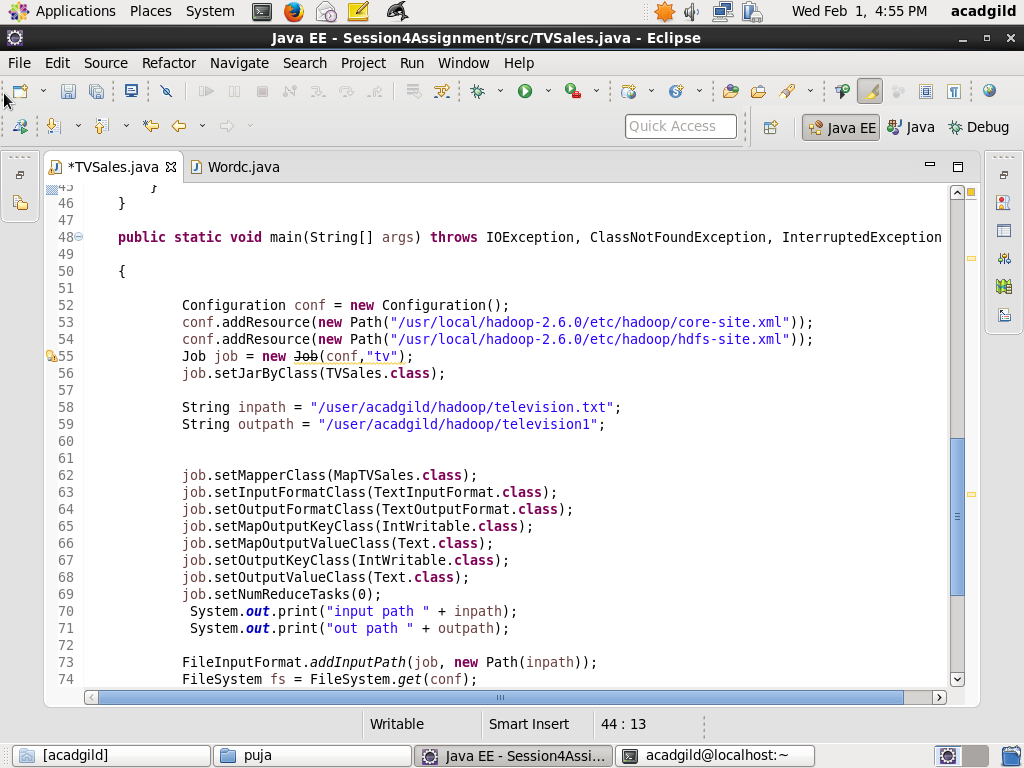 Applications Places System Wed Feb 1, 4:55 PM acadgild
Java EE - Session4Assignment/src/TVSales.java - Eclipse
File Edit Source Refactor Navigate Search Project Run Window Help
Quick Access Java EE Java Debug
*TVSales.java Wordc.java
45 }
46 }
47
48 public static void main(String[] args) throws IOException, ClassNotFoundException, InterruptedException
49
50 {
51
52 Configuration conf = new Configuration();
53 conf.addResource(new Path("/usr/local/hadoop-2.6.0/etc/hadoop/core-site.xml"));
54 conf.addResource(new Path("/usr/local/hadoop-2.6.0/etc/hadoop/hdfs-site.xml"));
55 Job job = new Job(conf,"tv");
56 job.setJarByClass(TVSales.class);
57
58 String inpath = "/user/acadgild/hadoop/television.txt";
59 String outpath = "/user/acadgild/hadoop/television1";
60
61
62 job.setMapperClass(MapTVSales.class);
63 job.setInputFormatClass(TextInputFormat.class);
64 job.setOutputFormatClass(TextOutputFormat.class);
65 job.setMapOutputKeyClass(IntWritable.class);
66 job.setMapOutputValueClass(Text.class);
67 job.setOutputKeyClass(IntWritable.class);
68 job.setOutputValueClass(Text.class);
69 job.setNumReduceTasks(0);
70 System.out.print("input path " + inpath);
71 System.out.print("out path " + outpath);
72
73 FileInputFormat.addInputPath(job, new Path(inpath));
74 FileSystem fs = FileSystem.get(conf);
Writable Smart Insert 44 : 13
[acadgild] puja Java EE - Session4Assi... acadgild@localhost:~